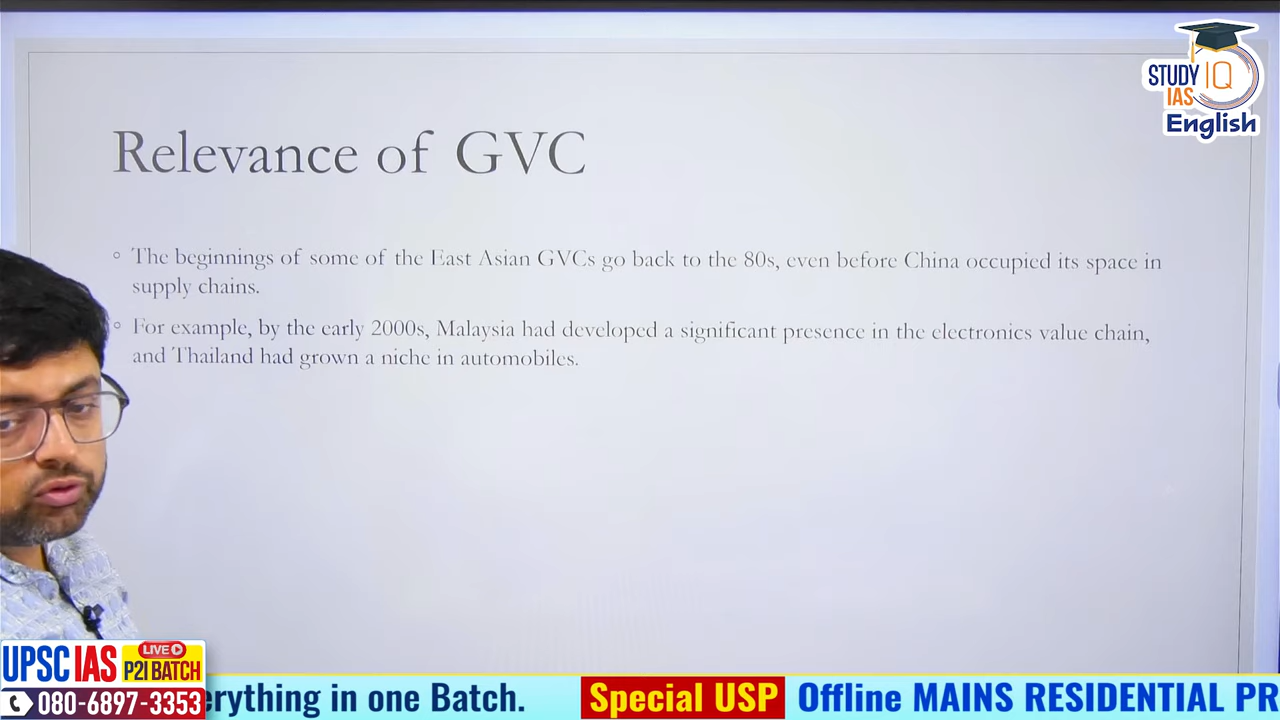 STUDY IQ
IAS
English
Relevance of GVC
The beginnings of some of the East Asian GVCs go back to the 80s, even before China occupied its space in
supply chains.
For example, by the early 2000s, Malaysia had developed a significant presence in the electronics value chain,
and Thailand had grown a niche in automobiles.
UPSC IAS LIVE P2I BATCH
080-6897-3353
erything in one Batch. Special USP Offline MAINS RESIDENTIAL PR